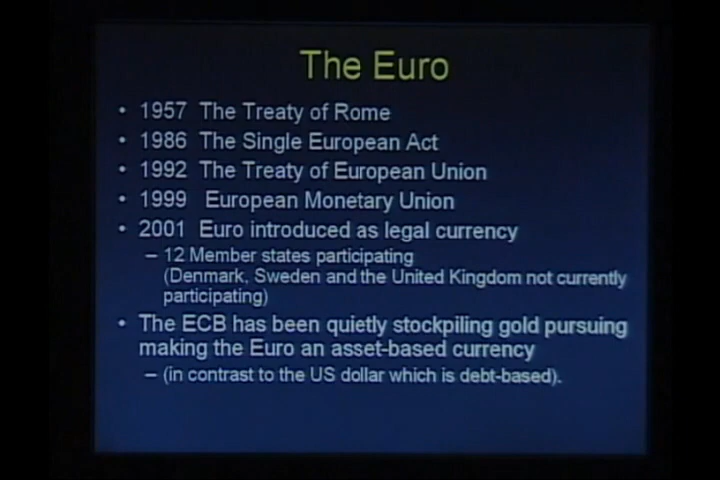 The Euro
• 1957 The Treaty of Rome
• 1986 The Single European Act
• 1992 The Treaty of European Union
• 1999 European Monetary Union
• 2001 Euro introduced as legal currency
– 12 Member states participating
(Denmark, Sweden and the United Kingdom not currently
participating)
• The ECB has been quietly stockpiling gold pursuing
making the Euro an asset-based currency
– (in contrast to the US dollar which is debt-based).